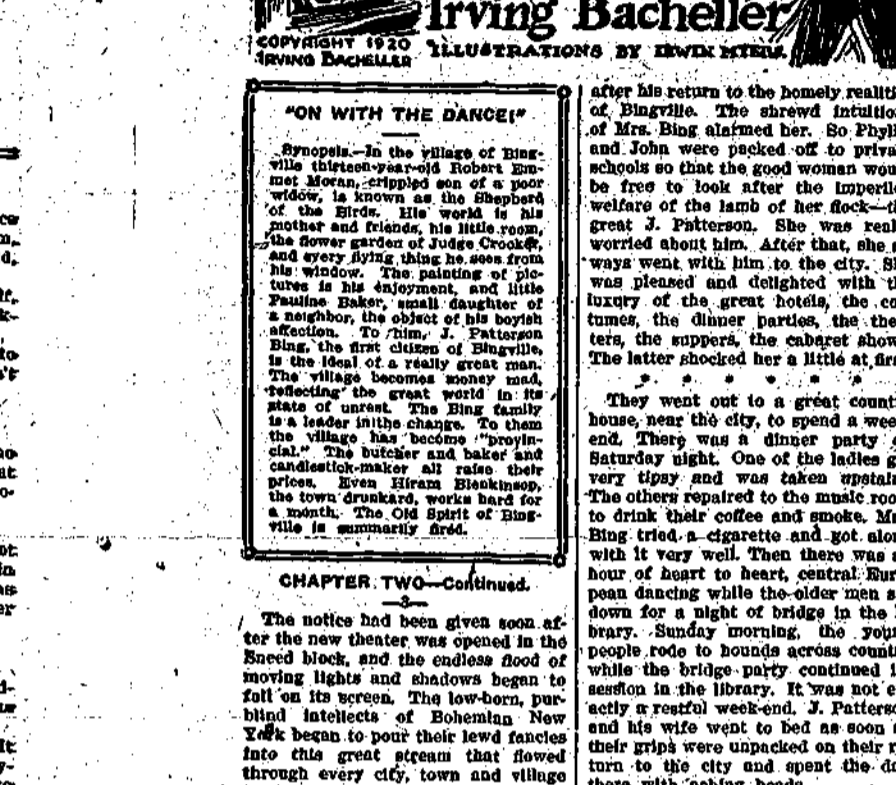 Irving Bacheller
COPYRIGHT 1920
IRVING BACHELLER
ILLUSTRATIONS BY IRWIN MYERS
"ON WITH THE DANCE!"
Synopsis.—In the village of Bing-
ville thirteen-year-old Robert Em-
met Moran, crippled son of a poor
widow, is known as the Shepherd
of the Birds. His world is his
mother and friends, his little room,
the flower garden of Judge Crooker,
and every flying thing he sees from
his window. The painting of pic-
tures is his enjoyment, and little
Pauline Baker, small daughter of
a neighbor, the object of his boyish
affection. To him, J. Patterson
Bing, the first citizen of Bingville,
is the ideal of a really great man.
The village becomes money mad,
reflecting the great world in its
state of unrest. The Bing family
is a leader in the change. To them
the village has become "provin-
cial." The butcher and baker and
candlestick-maker all raise their
prices. Even Hiram Blenkinsop,
the town drunkard, works hard for
a month. The Old Spirit of Bing-
ville is summarily fired.
CHAPTER TWO—Continued.
—3—
The notice had been given soon af-
ter the new theater was opened in the
Sneed block, and the endless flood of
moving lights and shadows began to
fall on its screen. The low-born, pur-
blind intellects of Bohemian New
York began to pour their lewd fancies
into this great stream that flowed
through every city, town and village
after his return to the homely realiti
of Bingville. The shrewd intuitio
of Mrs. Bing alarmed her. So Phyl
and John were packed off to priva
schools so that the good woman wou
be free to look after the imperile
welfare of the lamb of her flock—t
great J. Patterson. She was real
worried about him. After that, she
ways went with him to the city. S
was pleased and delighted with t
luxury of the great hotels, the co
tumes, the dinner parties, the the
ters, the suppers, the cabaret show
The latter shocked her a little at firs
* * * * * *
They went out to a great count
house, near the city, to spend a wee
end. There was a dinner party
Saturday night. One of the ladies g
very tipsy and was taken upstai
The others repaired to the music roo
to drink their coffee and smoke. M
Bing tried a cigarette and got alon
with it very well. Then there was a
hour of heart to heart, central Eur
pean dancing while the older men s
down for a night of bridge in the l
brary. Sunday morning, the you
people rode to hounds across count
while the bridge party continued i
session in the library. It was not e
actly a restful week-end. J. Patterso
and his wife went to bed as soon
their grips were unpacked on their r
turn to the city and spent the d
there with aching heads.